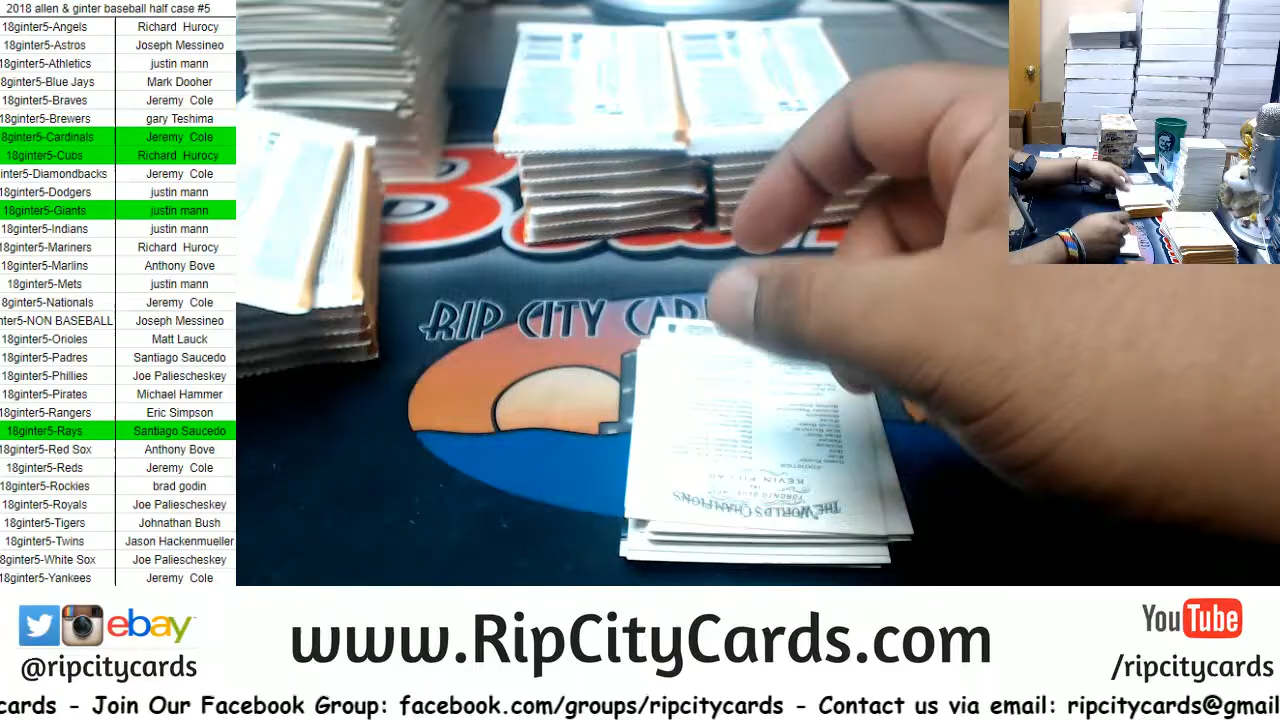 2018 allen & ginter baseball half case #5
18ginter5-Angels Richard Hurocy
18ginter5-Astros Joseph Messineo
18ginter5-Athletics justin mann
8ginter5-Blue Jays Mark Dooher
18ginter5-Braves Jeremy Cole
18ginter5-Brewers gary Teshima
8ginter5-Cardinals Jeremy Cole
18ginter5-Cubs Richard Hurocy
inter5-Diamondbacks Jeremy Cole
18ginter5-Dodgers justin mann
18ginter5-Giants justin mann
18ginter5-Indians justin mann
18ginter5-Mariners Richard Hurocy
18ginter5-Marlins Anthony Bove
18ginter5-Mets justin mann
8ginter5-Nationals Jeremy Cole
nter5-NON BASEBALL Joseph Messineo
18ginter5-Orioles Matt Lauck
18ginter5-Padres Santiago Saucedo
18ginter5-Phillies Joe Paliescheskey
18ginter5-Pirates Michael Hammer
18ginter5-Rangers Eric Simpson
18ginter5-Rays Santiago Saucedo
18ginter5-Red Sox Anthony Bove
18ginter5-Reds Jeremy Cole
18ginter5-Rockies brad godin
18ginter5-Royals Joe Paliescheskey
18ginter5-Tigers Johnathan Bush
18ginter5-Twins Jason Hackenmueller
8ginter5-White Sox Joe Paliescheskey
18ginter5-Yankees Jeremy Cole
RIP CITY CAR
STATISTICS
KEVIN PILLAR
TORONTO BLUE JAYS
THE WORLD'S CHAMPIONS
ebay
@ripcitycards
www.RipCityCards.com
YouTube
/ripcitycards
cards - Join Our Facebook Group: facebook.com/groups/ripcitycards - Contact us via email: ripcitycards@gmail